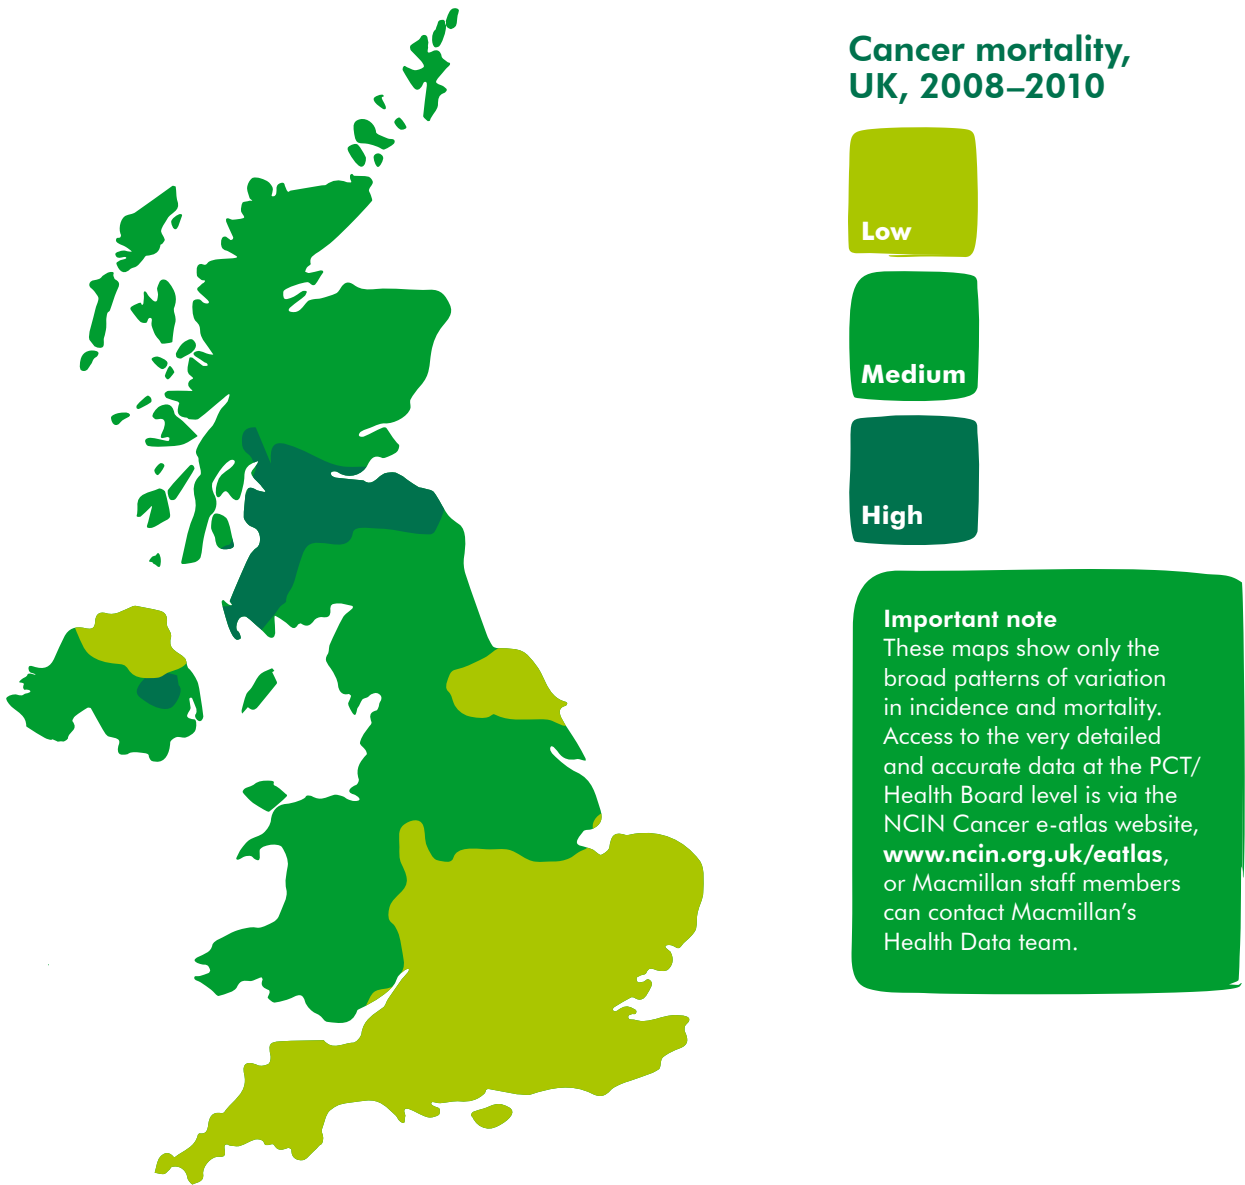 Cancer mortality,
UK, 2008–2010
Low
Medium
High
Important note
These maps show only the
broad patterns of variation
in incidence and mortality.
Access to the very detailed
and accurate data at the PCT/
Health Board level is via the
NCIN Cancer e-atlas website,
www.ncin.org.uk/eatlas,
or Macmillan staff members
can contact Macmillan’s
Health Data team.